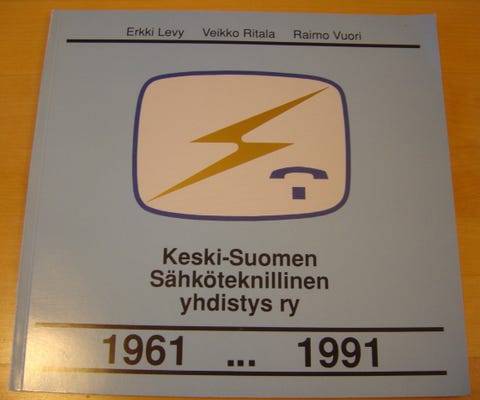 Erkki Levy Veikko Ritala Raimo Vuori
Keski-Suomen
Sähköteknillinen
yhdistys ry
1961 ... 1991